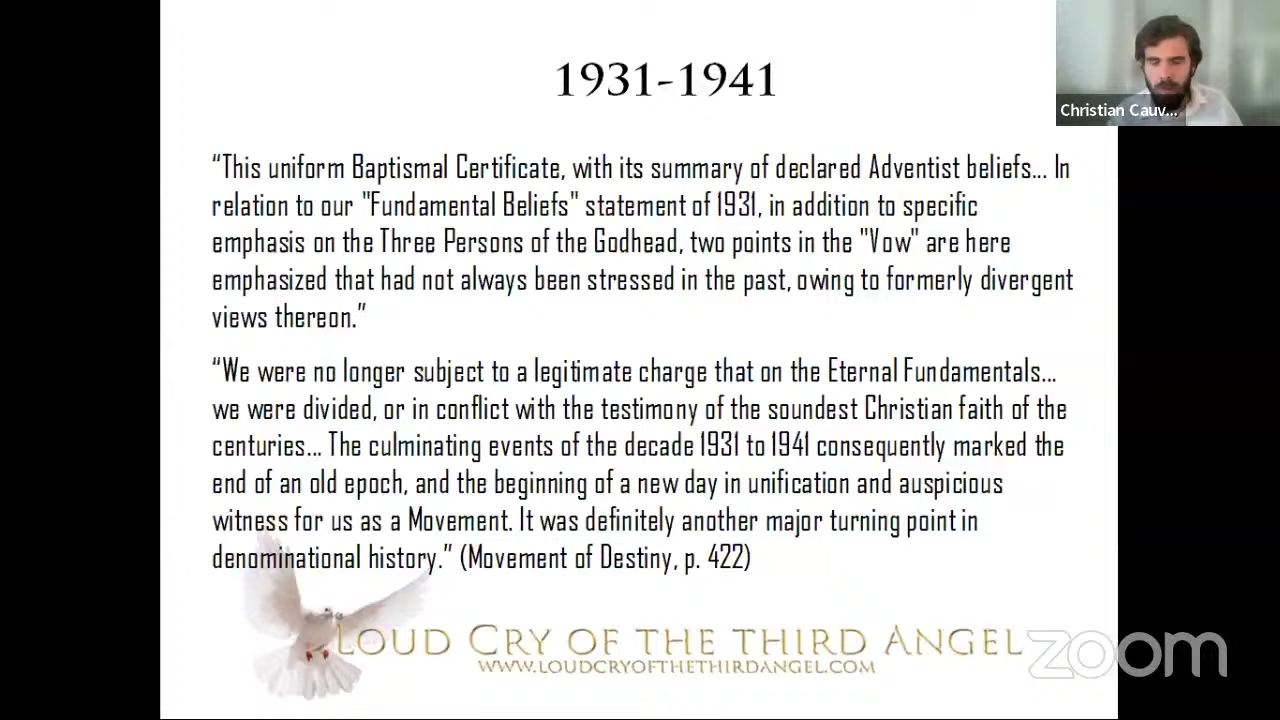 1931-1941
Christian Cauv...
“This uniform Baptismal Certificate, with its summary of declared Adventist beliefs... In
relation to our "Fundamental Beliefs" statement of 1931, in addition to specific
emphasis on the Three Persons of the Godhead, two points in the "Vow" are here
emphasized that had not always been stressed in the past, owing to formerly divergent
views thereon.”
“We were no longer subject to a legitimate charge that on the Eternal Fundamentals...
we were divided, or in conflict with the testimony of the soundest Christian faith of the
centuries... The culminating events of the decade 1931 to 1941 consequently marked the
end of an old epoch, and the beginning of a new day in unification and auspicious
witness for us as a Movement. It was definitely another major turning point in
denominational history.” (Movement of Destiny, p. 422)
LOUD CRY OF THE THIRD ANGEL
WWW.LOUDCRYOFTHETHIRDANGEL.COM
zoom